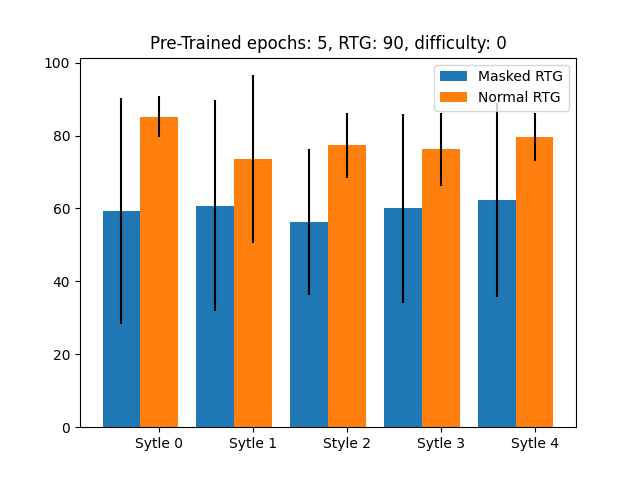 Pre-Trained epochs: 5, RTG: 90, difficulty: 0
Masked RTG
Normal RTG
100
80
60
40
20
0
Sytle 0 Sytle 1 Style 2 Sytle 3 Sytle 4